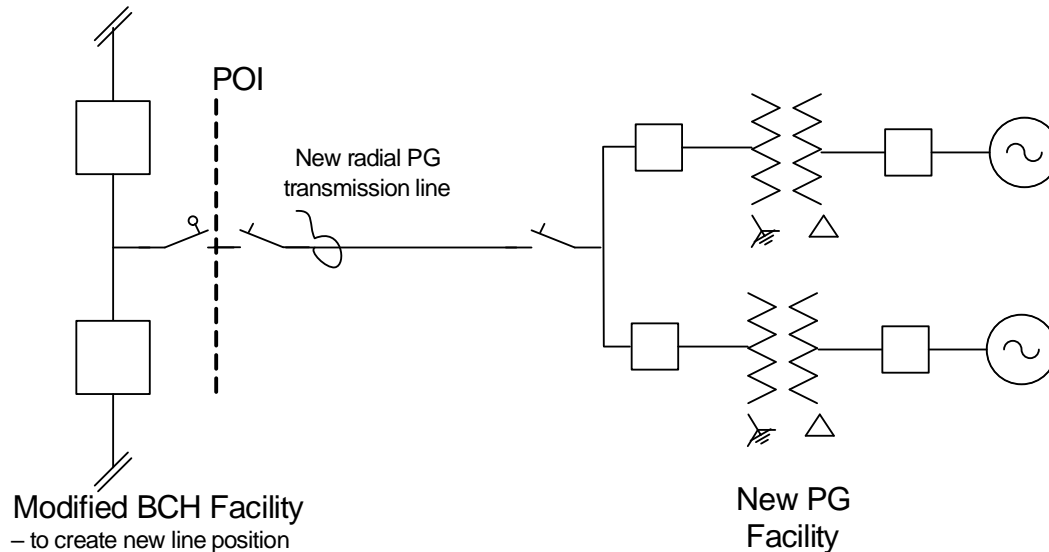 POI
New radial PG
transmission line
Modified BCH Facility
– to create new line position
New PG
Facility